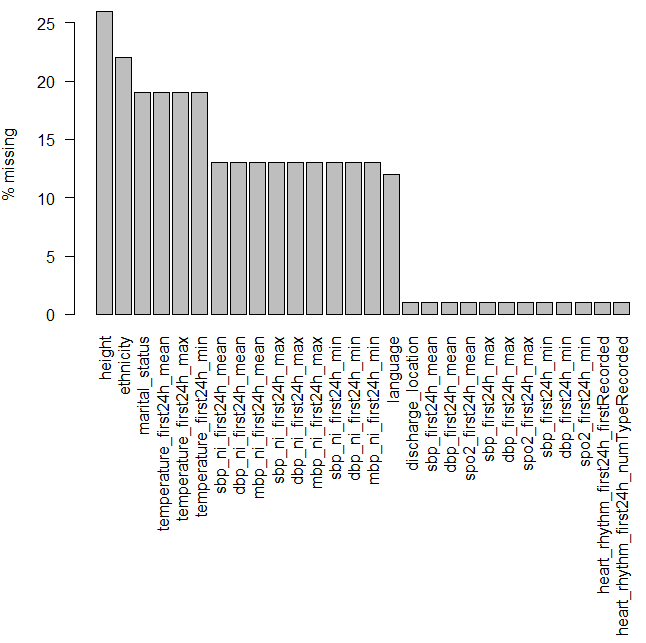 % missing
25
20
15
10
5
0
height
ethnicity
marital_status
temperature_first24h_mean
temperature_first24h_max
temperature_first24h_min
sbp_ni_first24h_mean
dbp_ni_first24h_mean
mbp_ni_first24h_mean
sbp_ni_first24h_max
dbp_ni_first24h_max
mbp_ni_first24h_max
sbp_ni_first24h_min
dbp_ni_first24h_min
mbp_ni_first24h_min
language
discharge_location
sbp_first24h_mean
dbp_first24h_mean
spo2_first24h_mean
sbp_first24h_max
dbp_first24h_max
spo2_first24h_max
sbp_first24h_min
dbp_first24h_min
spo2_first24h_min
heart_rhythm_first24h_firstRecorded
heart_rhythm_first24h_numTypeRecorded